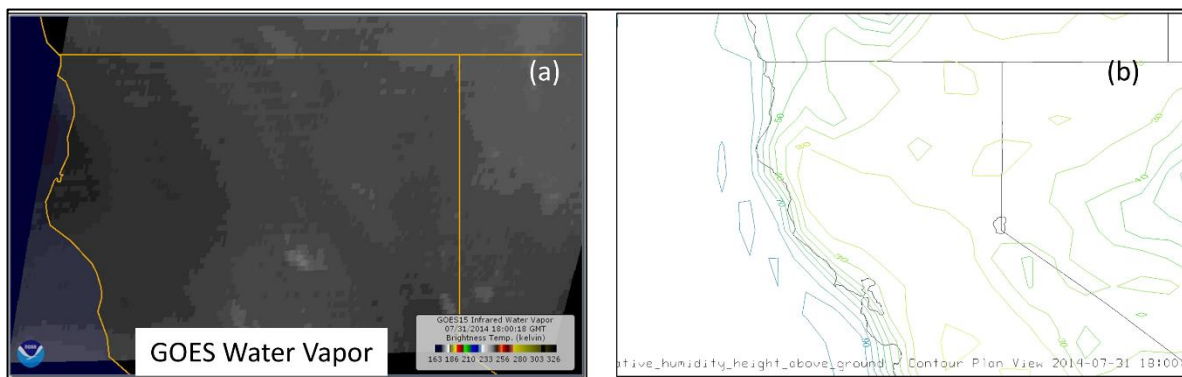 (a)
GOES15 Infrared Water Vapor
07/31/2014 18:00:18 GMT
Brightness Temp. (kelvin)
163 186 210 233 256 280 303 326
GOES Water Vapor
(b)
ative_humidity_height_above_ground - Contour Plan View 2014-07-31 18:00